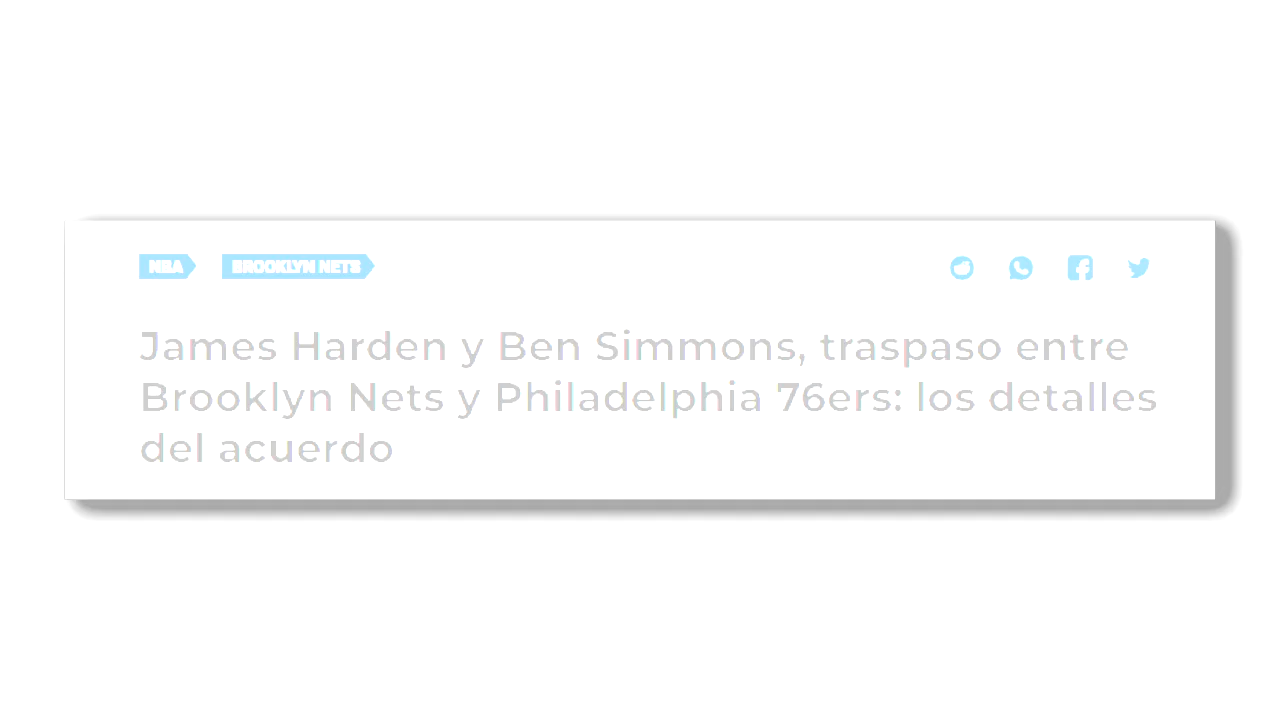 NBA BROOKLYN NETS
James Harden y Ben Simmons, traspaso entre
Brooklyn Nets y Philadelphia 76ers: los detalles
del acuerdo